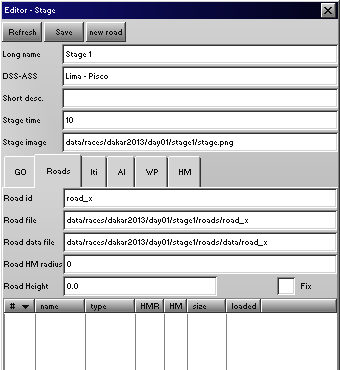 Editor - Stage
Refresh Save new road
Long name Stage 1
DSS-ASS Lima - Pisco
Short desc.
Stage time 10
Stage image data/races/dakar2013/day01/stage1/stage.png
GO Roads Iti AI WP HM
Road id road_x
Road file data/races/dakar2013/day01/stage1/roads/road_x
Road data file data/races/dakar2013/day01/stage1/roads/data/road_x
Road HM radius 0
Road Height 0.0 Fix
# name type HMR HM size loaded